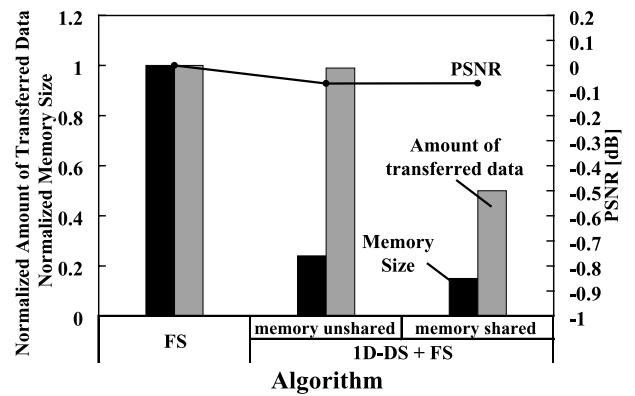 Normalized Amount of Transferred Data
Normalized Memory Size
1.2
1
0.8
0.6
0.4
0.2
0
PSNR
Amount of
transferred data
Memory
Size
0.2
0.1
0
-0.1
-0.2
-0.3
-0.4
-0.5
-0.6
-0.7
-0.8
-0.9
-1
PSNR [dB]
FS
memory unshared
memory shared
1D-DS + FS
Algorithm